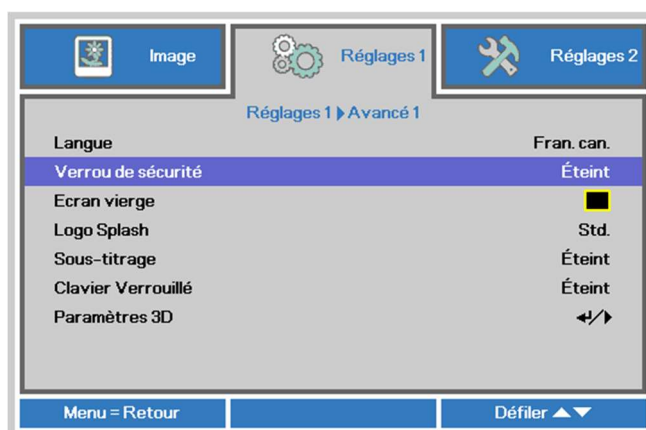 Image
Réglages 1
Réglages 2
Réglages 1 Avancé 1
Langue Fran. can.
Verrou de sécurité Éteint
Ecran vierge
Logo Splash Std.
Sous-titrage Éteint
Clavier Verrouillé Éteint
Paramètres 3D
Menu = Retour
Défiler